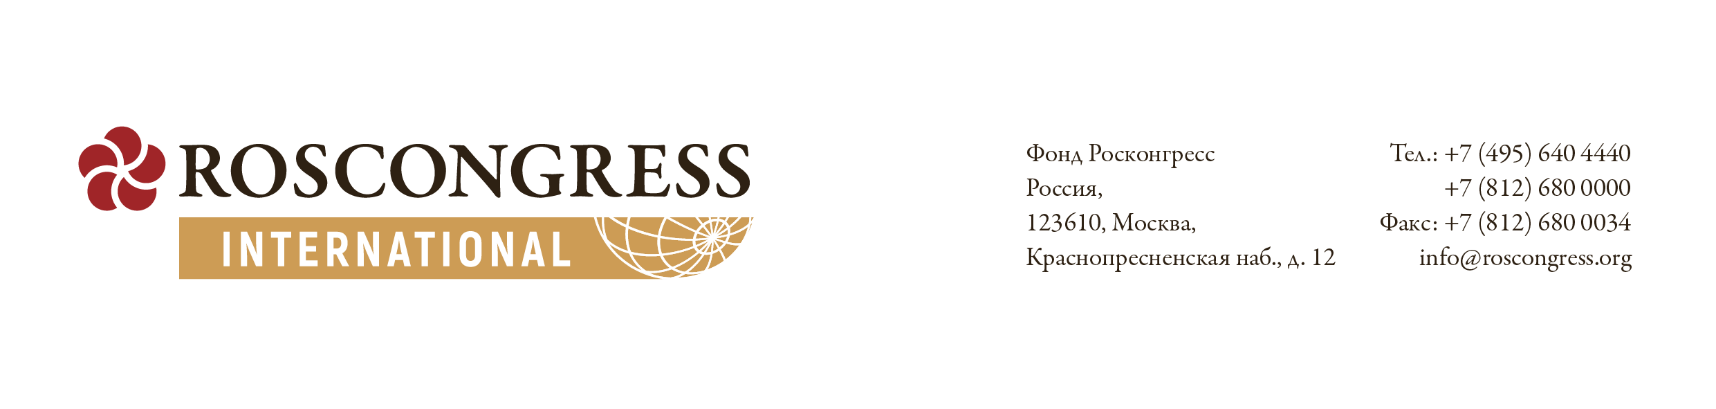 ROSCONGRESS
INTERNATIONAL
Фонд Росконгресс
Россия,
123610, Москва,
Краснопресненская наб., д. 12
Тел.: +7 (495) 640 4440
+7 (812) 680 0000
Факс: +7 (812) 680 0034
info@roscongress.org